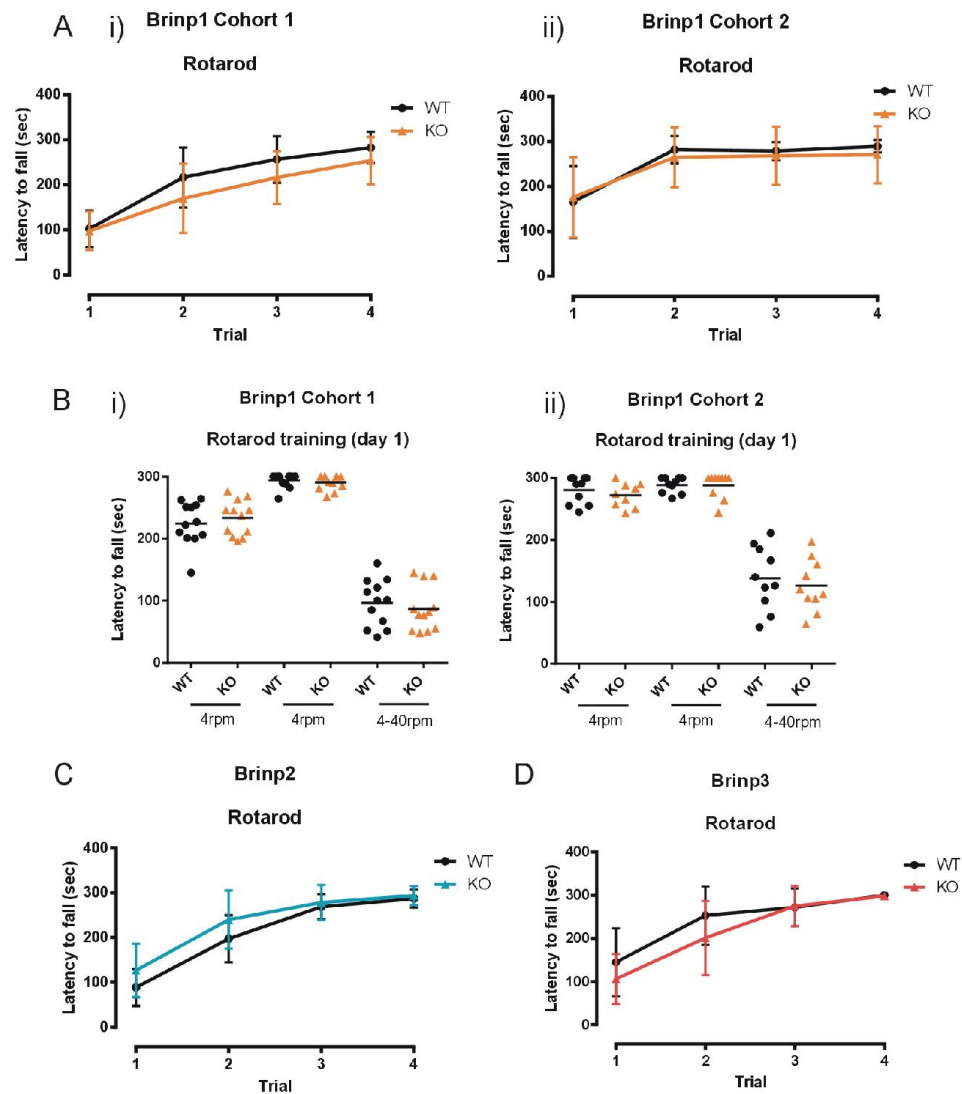 A i) Brinp1 Cohort 1
Rotarod
Latency to fall (sec)
400
300
200
100
0
1 2 3 4
Trial
WT
KO
ii) Brinp1 Cohort 2
Rotarod
Latency to fall (sec)
400
300
200
100
0
1 2 3 4
Trial
WT
KO
B i) Brinp1 Cohort 1
Rotarod training (day 1)
Latency to fall (sec)
300
200
100
0
WT KO WT KO WT KO
4rpm 4rpm 4-40rpm
ii) Brinp1 Cohort 2
Rotarod training (day 1)
Latency to fall (sec)
300
200
100
0
WT KO WT KO WT KO
4rpm 4rpm 4-40rpm
C Brinp2
Rotarod
Latency to fall (sec)
400
300
200
100
0
1 2 3 4
Trial
WT
KO
D Brinp3
Rotarod
Latency to fall (sec)
400
300
200
100
0
1 2 3 4
Trial
WT
KO